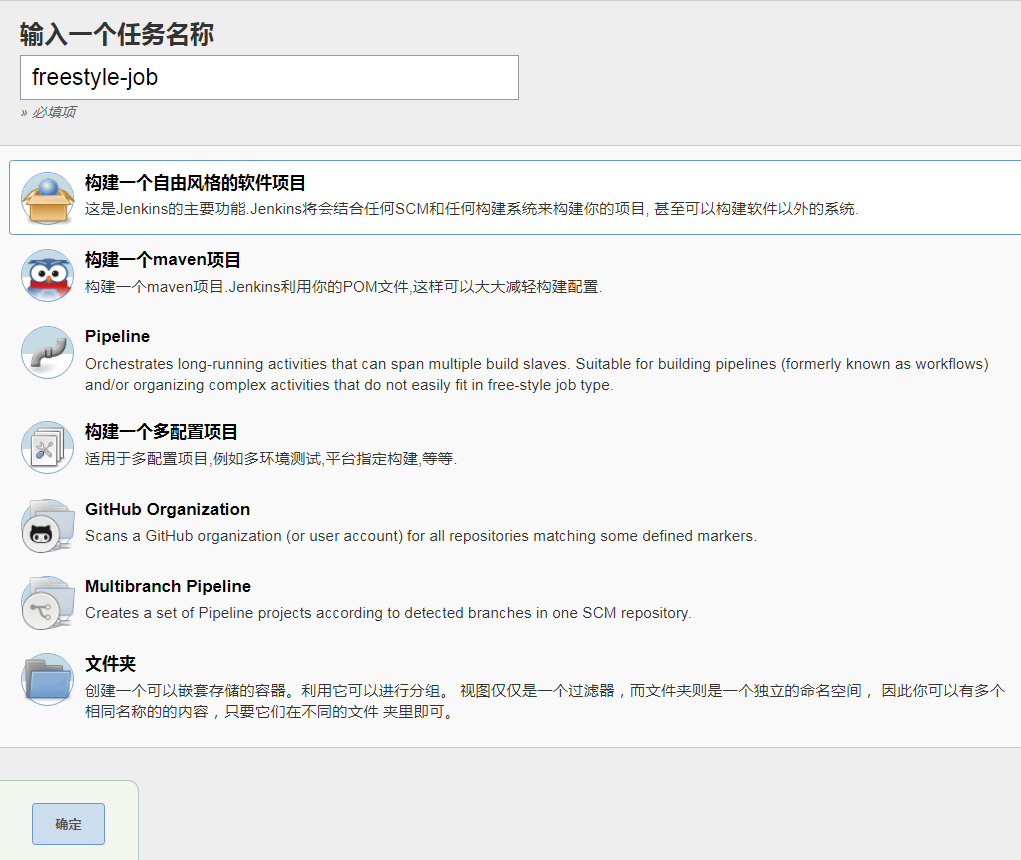 输入一个任务名称
freestyle-job
» 必填项
构建一个自由风格的软件项目
这是Jenkins的主要功能.Jenkins将会结合任何SCM和任何构建系统来构建你的项目, 甚至可以构建软件以外的系统.
构建一个maven项目
构建一个maven项目.Jenkins利用你的POM文件,这样可以大大减轻构建配置.
Pipeline
Orchestrates long-running activities that can span multiple build slaves. Suitable for building pipelines (formerly known as workflows)
and/or organizing complex activities that do not easily fit in free-style job type.
构建一个多配置项目
适用于多配置项目,例如多环境测试,平台指定构建,等等.
GitHub Organization
Scans a GitHub organization (or user account) for all repositories matching some defined markers.
Multibranch Pipeline
Creates a set of Pipeline projects according to detected branches in one SCM repository.
文件夹
创建一个可以嵌套存储的容器。利用它可以进行分组。 视图仅仅是一个过滤器，而文件夹则是一个独立的命名空间， 因此你可以有多个
相同名称的的内容，只要它们在不同的文件 夹里即可。
确定